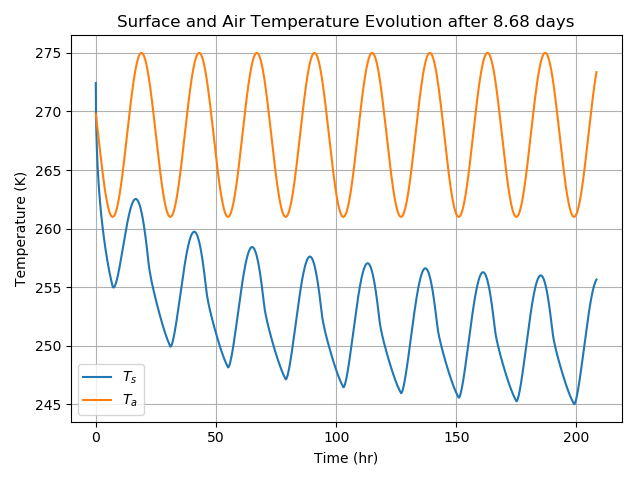 Surface and Air Temperature Evolution after 8.68 days
275
270
265
260
255
250
245
Temperature (K)
T_s
T_a
0
50
100
150
200
Time (hr)